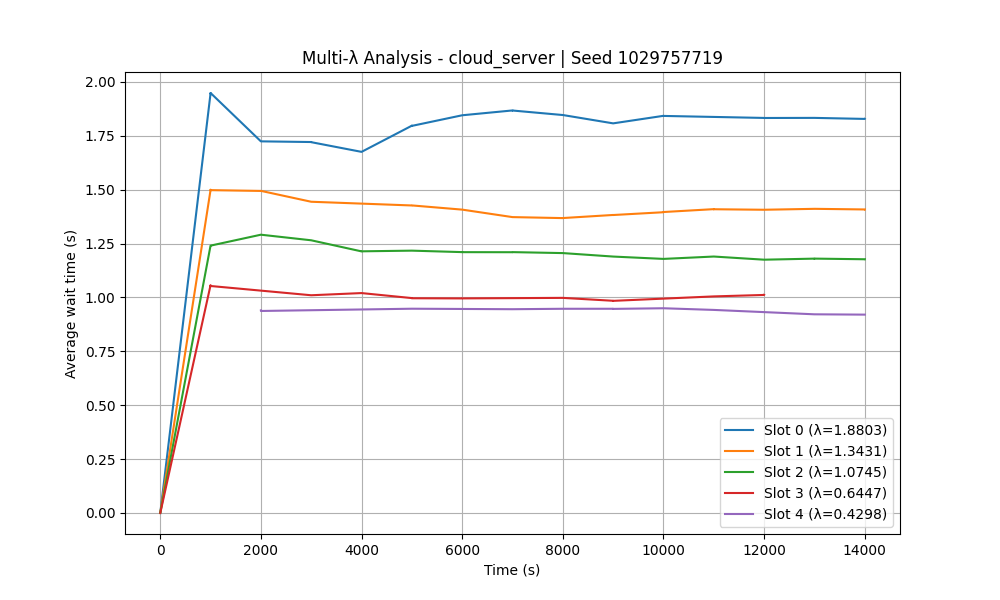 Multi-λ Analysis - cloud_server | Seed 1029757719
Average wait time (s)
2.00
1.75
1.50
1.25
1.00
0.75
0.50
0.25
0.00
Slot 0 (λ=1.8803)
Slot 1 (λ=1.3431)
Slot 2 (λ=1.0745)
Slot 3 (λ=0.6447)
Slot 4 (λ=0.4298)
0 2000 4000 6000 8000 10000 12000 14000
Time (s)